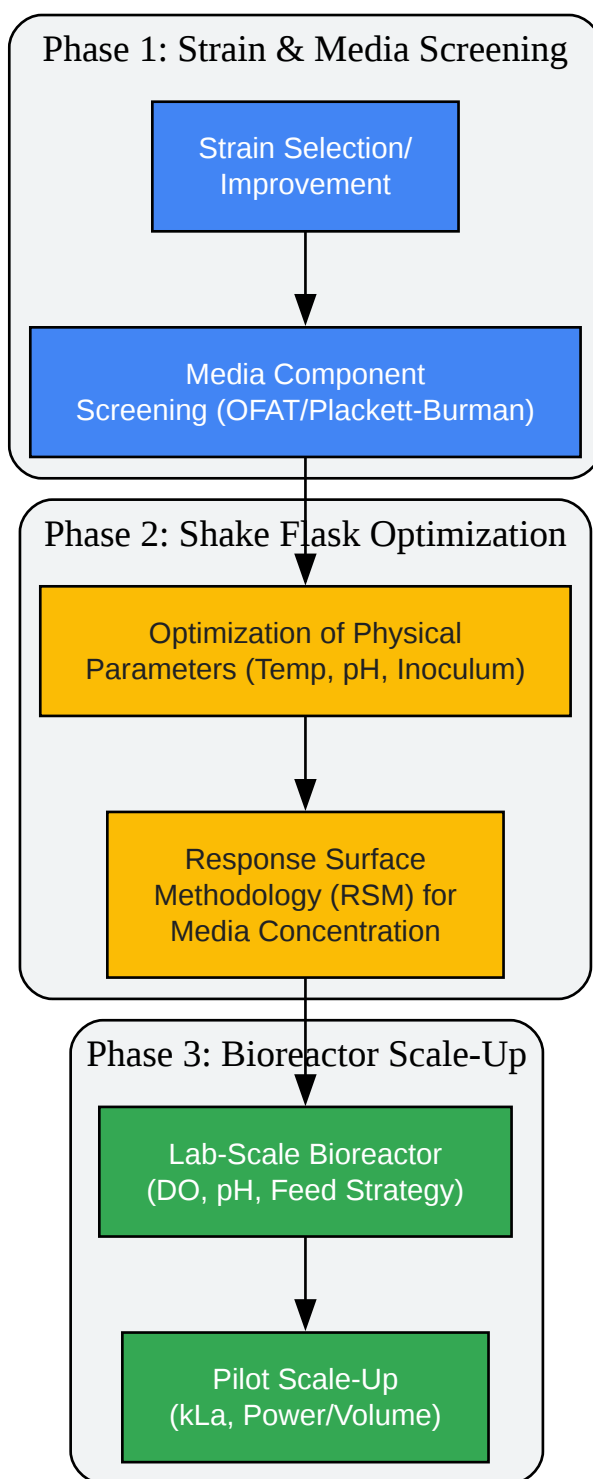 Phase 1: Strain & Media Screening
Strain Selection/
Improvement
Media Component
Screening (OFAT/Plackett-Burman)
Phase 2: Shake Flask Optimization
Optimization of Physical
Parameters (Temp, pH, Inoculum)
Response Surface
Methodology (RSM) for
Media Concentration
Phase 3: Bioreactor Scale-Up
Lab-Scale Bioreactor
(DO, pH, Feed Strategy)
Pilot Scale-Up
(kLa, Power/Volume)